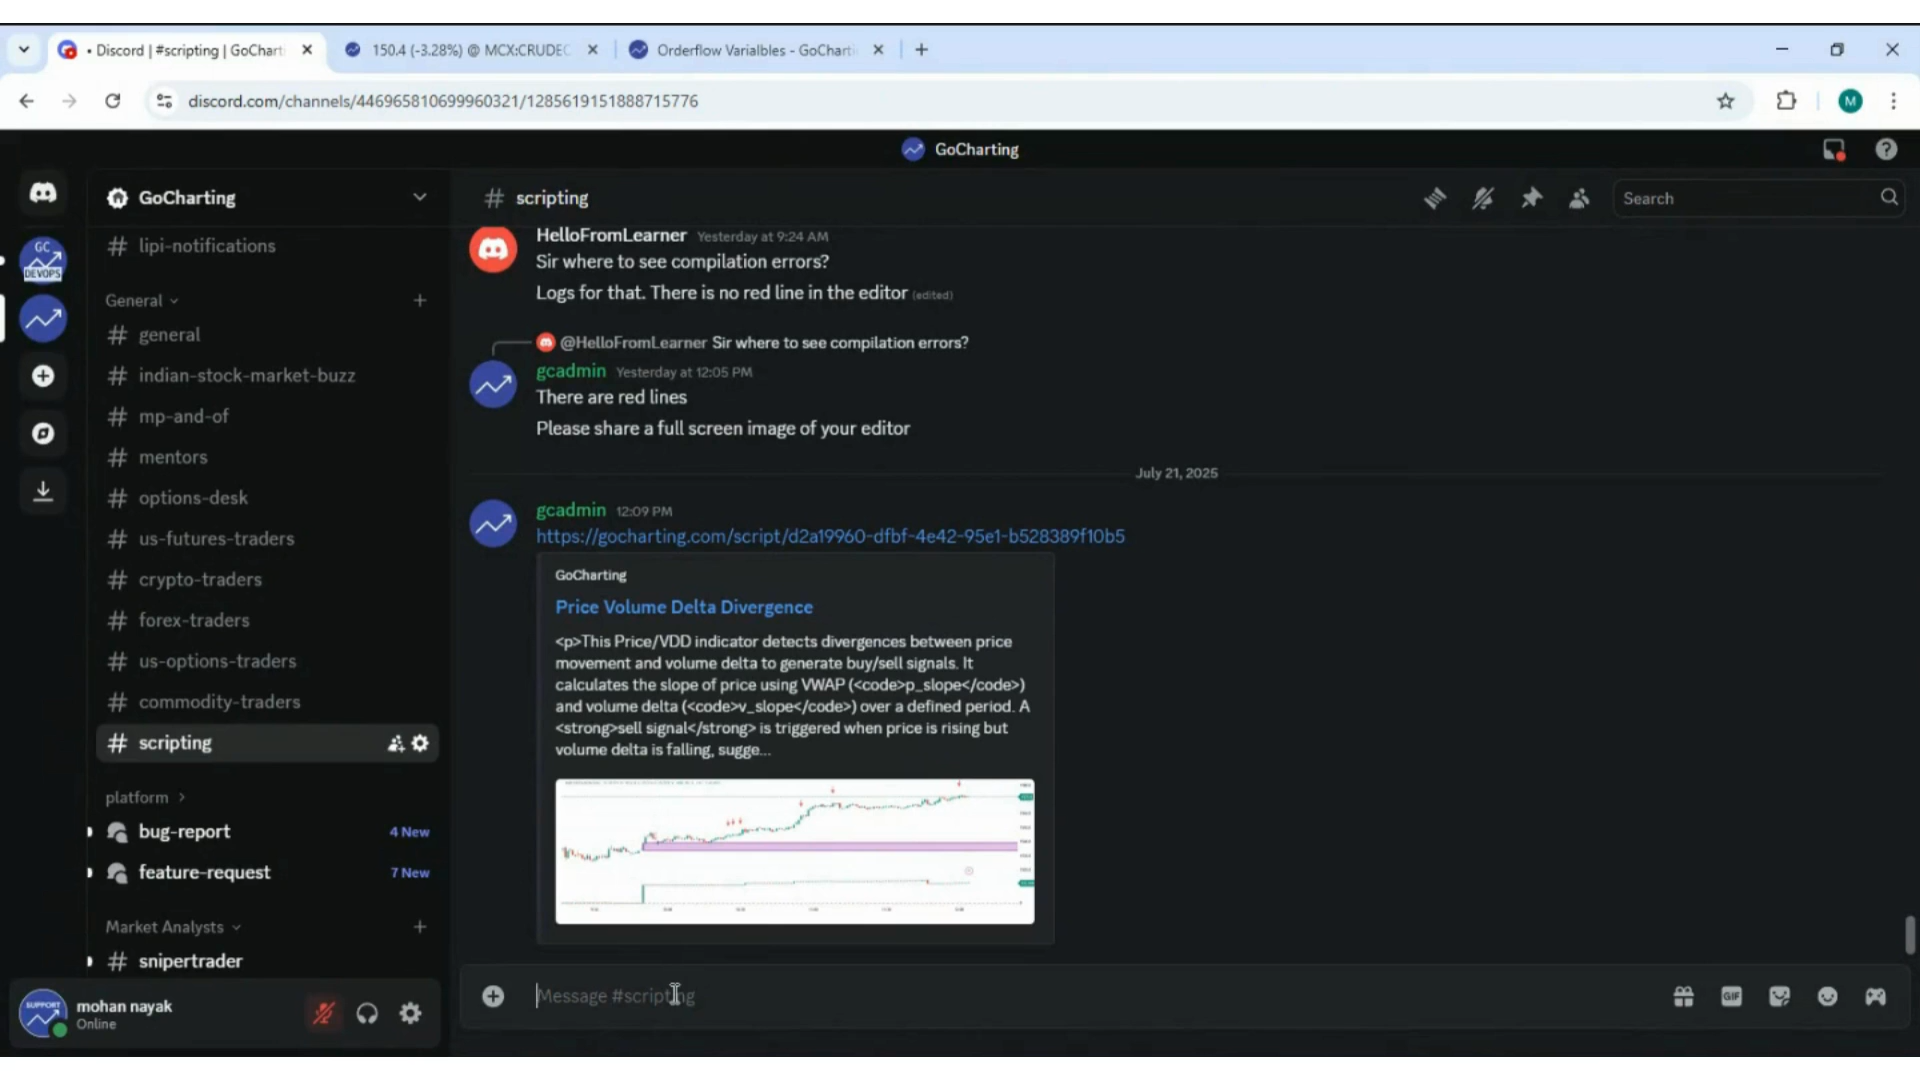 • Discord | #scripting | GoCharti
150.4 (-3.28%) @ MCX:CRUDEO
Orderflow Varialbles - GoCharti
discord.com/channels/446965810699960321/1285619151888715776
M
GoCharting
GoCharting
# scripting
Search
# lipi-notifications
General
# general
# indian-stock-market-buzz
# mp-and-of
# mentors
# options-desk
# us-futures-traders
# crypto-traders
# forex-traders
# us-options-traders
# commodity-traders
# scripting
platform
bug-report 4 New
feature-request 7 New
Market Analysts
# snipertrader
GC
DEVOPS
SUPPORT
mohan nayak
Online
HelloFromLearner Yesterday at 9:24 AM
Sir where to see compilation errors?
Logs for that. There is no red line in the editor (edited)
@HelloFromLearner Sir where to see compilation errors?
gcadmin Yesterday at 12:05 PM
There are red lines
Please share a full screen image of your editor
July 21, 2025
gcadmin 12:09 PM
https://gocharting.com/script/d2a19960-dfbf-4e42-95e1-b528389f10b5
GoCharting
Price Volume Delta Divergence
<p>This Price/VDD indicator detects divergences between price
movement and volume delta to generate buy/sell signals. It
calculates the slope of price using VWAP (<code>p_slope</code>)
and volume delta (<code>v_slope</code>) over a defined period. A
<strong>sell signal</strong> is triggered when price is rising but
volume delta is falling, sugge...
Message #scripting
GIF